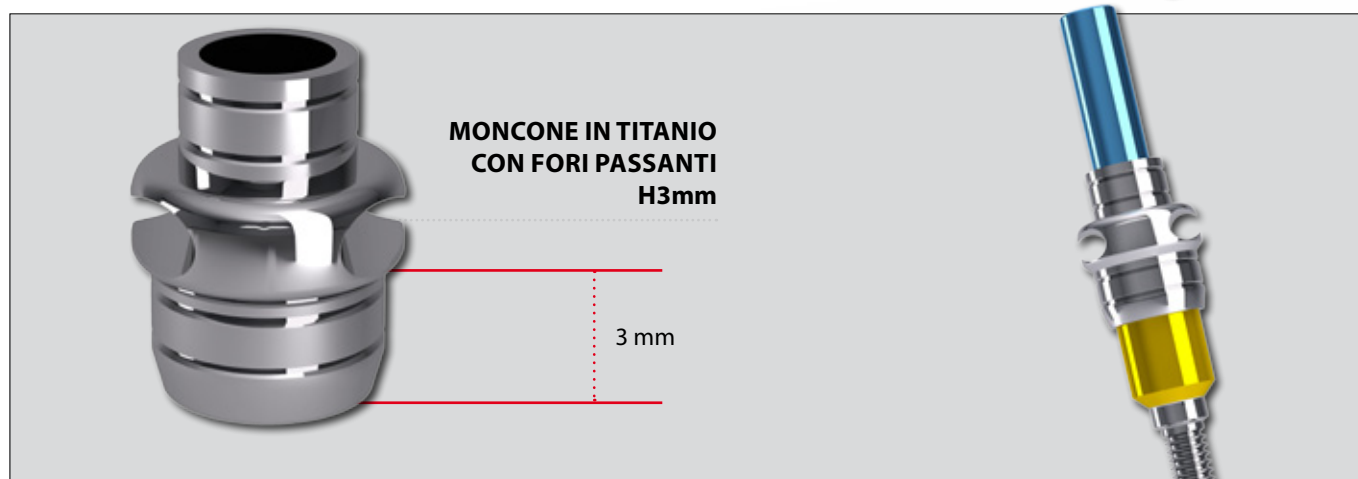 MONCONE IN TITANIO
CON FORI PASSANTI
H3mm
3 mm